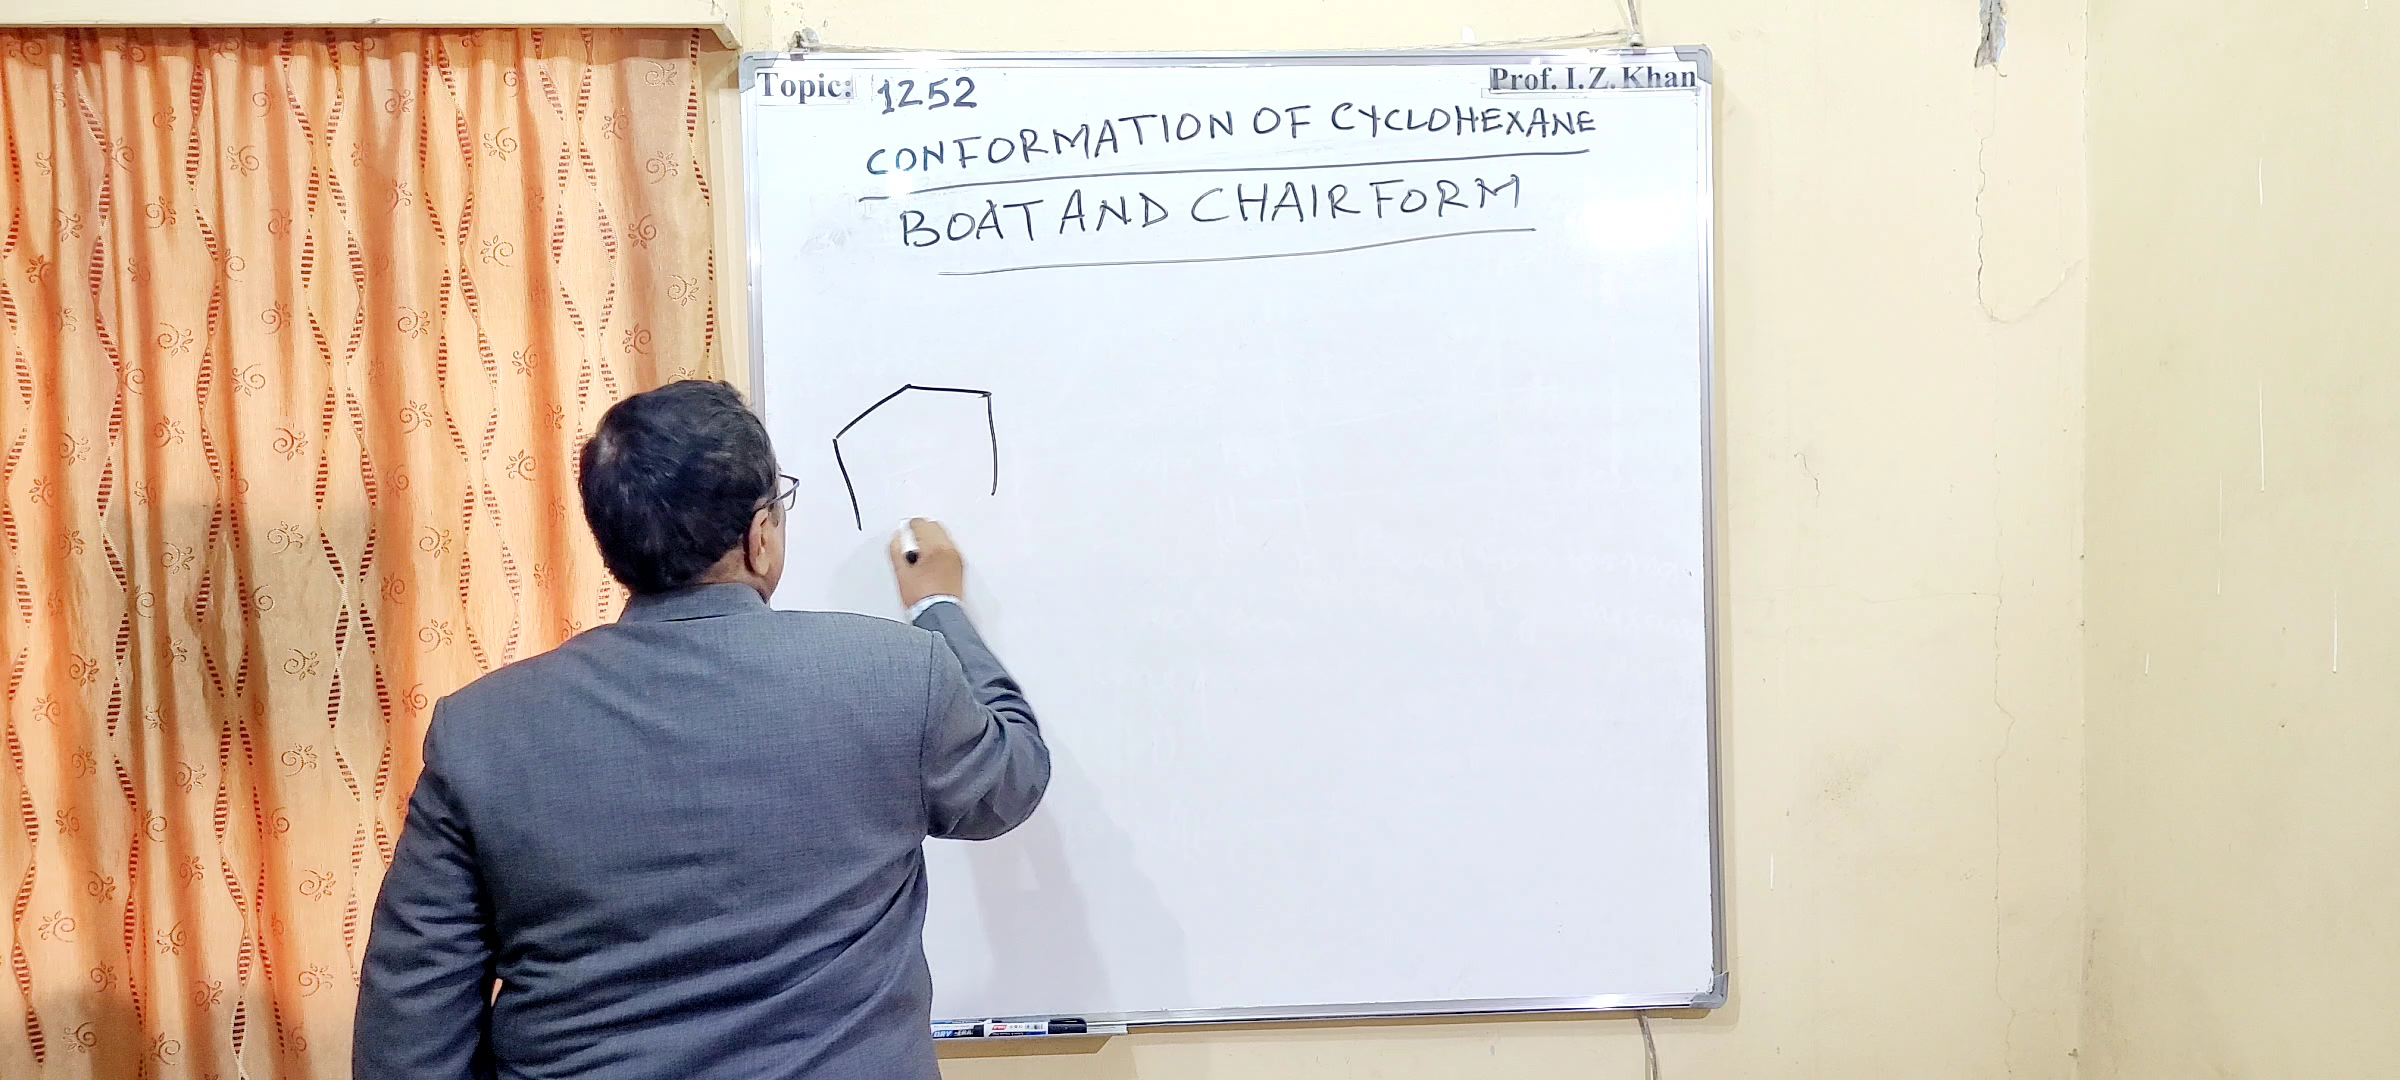 Topic: 1252
Prof. I.Z. Khan
CONFORMATION OF CYCLOHEXANE
BOAT AND CHAIR FORM